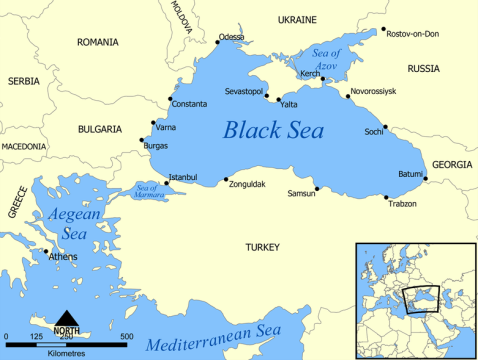 MOLDOVA
UKRAINE
Rostov-on-Don
Odessa
ROMANIA
Sea of
Azov
RUSSIA
Kerch
SERBIA
Sevastopol
Yalta
Novorossiysk
Constanta
Black Sea
Varna
BULGARIA
Sochi
MACEDONIA
Burgas
GEORGIA
Batumi
Istanbul
Zonguldak
Sea of
Marmara
Samsun
Trabzon
GREECE
Aegean
Sea
TURKEY
Athens
NORTH
0 125 250 500
Kilometres
Mediterranean Sea